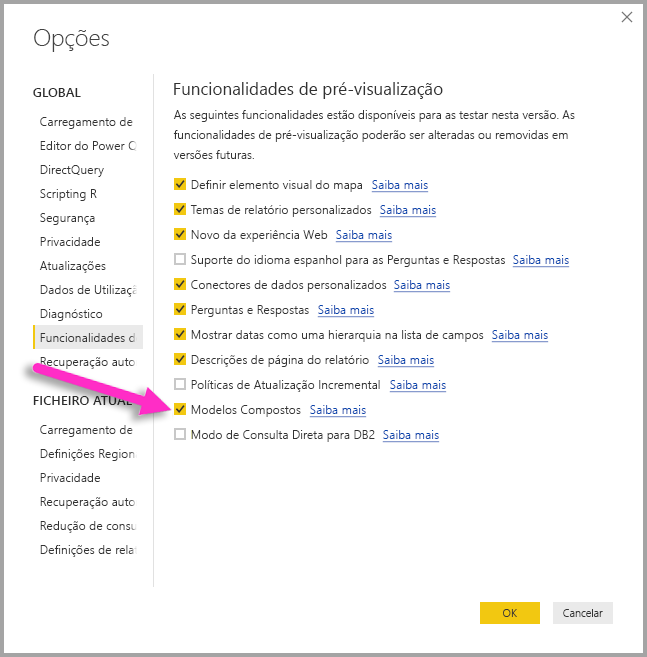 Opções
GLOBAL
Carregamento de
Editor do Power Q
DirectQuery
Scripting R
Segurança
Privacidade
Atualizações
Dados de Utilizaçã
Diagnóstico
Funcionalidades d
Recuperação auto
FICHEIRO ATUAL
Carregamento de
Definições Region
Privacidade
Recuperação auto
Redução de consu
Definições de rela
Funcionalidades de pré-visualização
As seguintes funcionalidades estão disponíveis para as testar nesta versão. As
funcionalidades de pré-visualização poderão ser alteradas ou removidas em
versões futuras.
Definir elemento visual do mapa Saiba mais
Temas de relatório personalizados Saiba mais
Novo da experiência Web Saiba mais
Suporte do idioma espanhol para as Perguntas e Respostas Saiba mais
Conectores de dados personalizados Saiba mais
Perguntas e Respostas Saiba mais
Mostrar datas como uma hierarquia na lista de campos Saiba mais
Descrições de página do relatório Saiba mais
Políticas de Atualização Incremental Saiba mais
Modelos Compostos Saiba mais
Modo de Consulta Direta para DB2 Saiba mais
OK
Cancelar